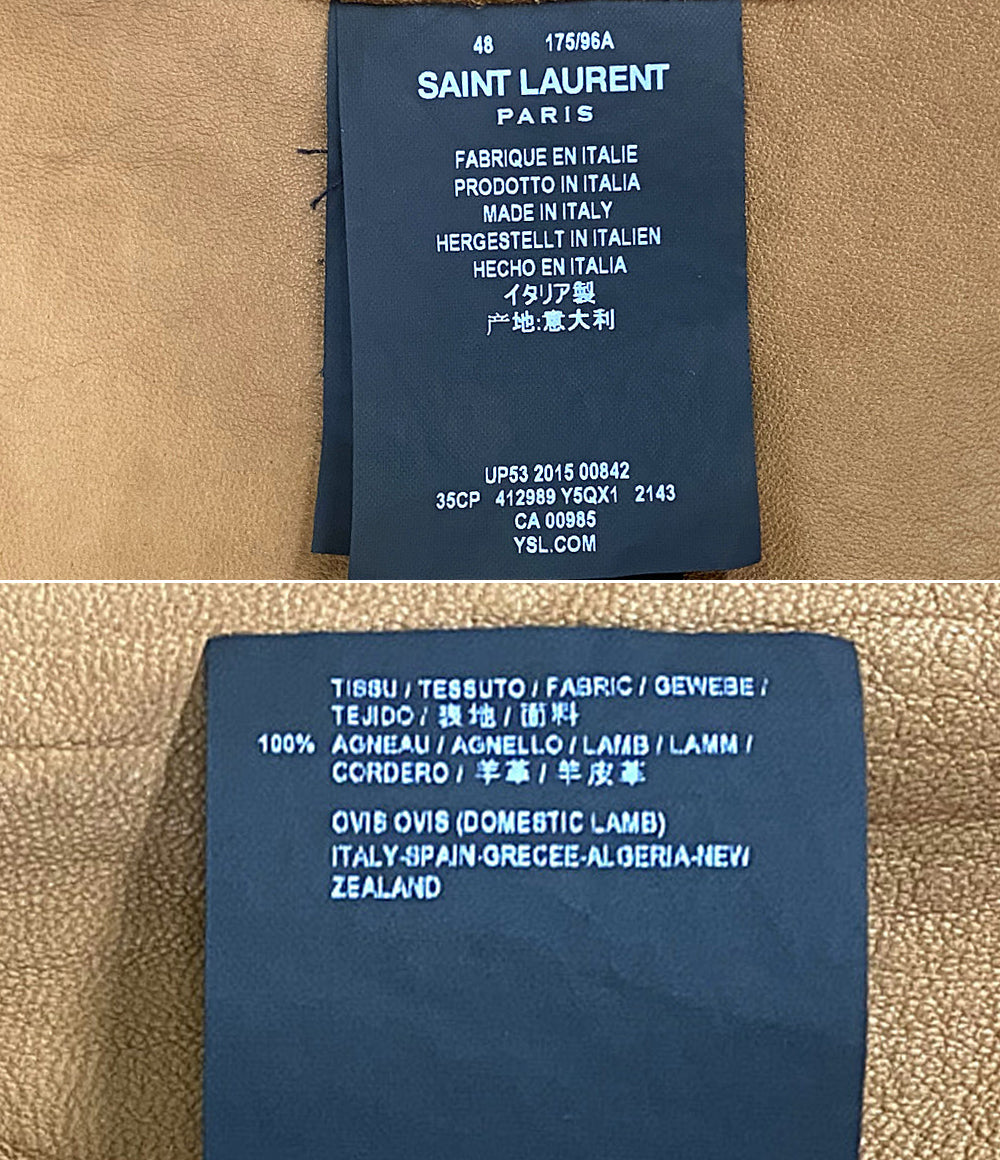 48 175/96A
SAINT LAURENT
PARIS
FABRIQUE EN ITALIE
PRODOTTO IN ITALIA
MADE IN ITALY
HERGESTELLT IN ITALIEN
HECHO EN ITALIA
イタリア製
产地:意大利
UP53 2015 00842
35CP 412989 Y5QX1 2143
CA 00985
YSL.COM
TISSU / TESSUTO / FABRIC / GEWEBE /
TEJIDO / 表地 / 面料
100% AGNEAU / AGNELLO / LAMB / LAMM /
CORDERO / 羊革 / 羊皮革
OVIS OVIS (DOMESTIC LAMB)
ITALY-SPAIN-GRECEE-ALGERIA-NEW
ZEALAND